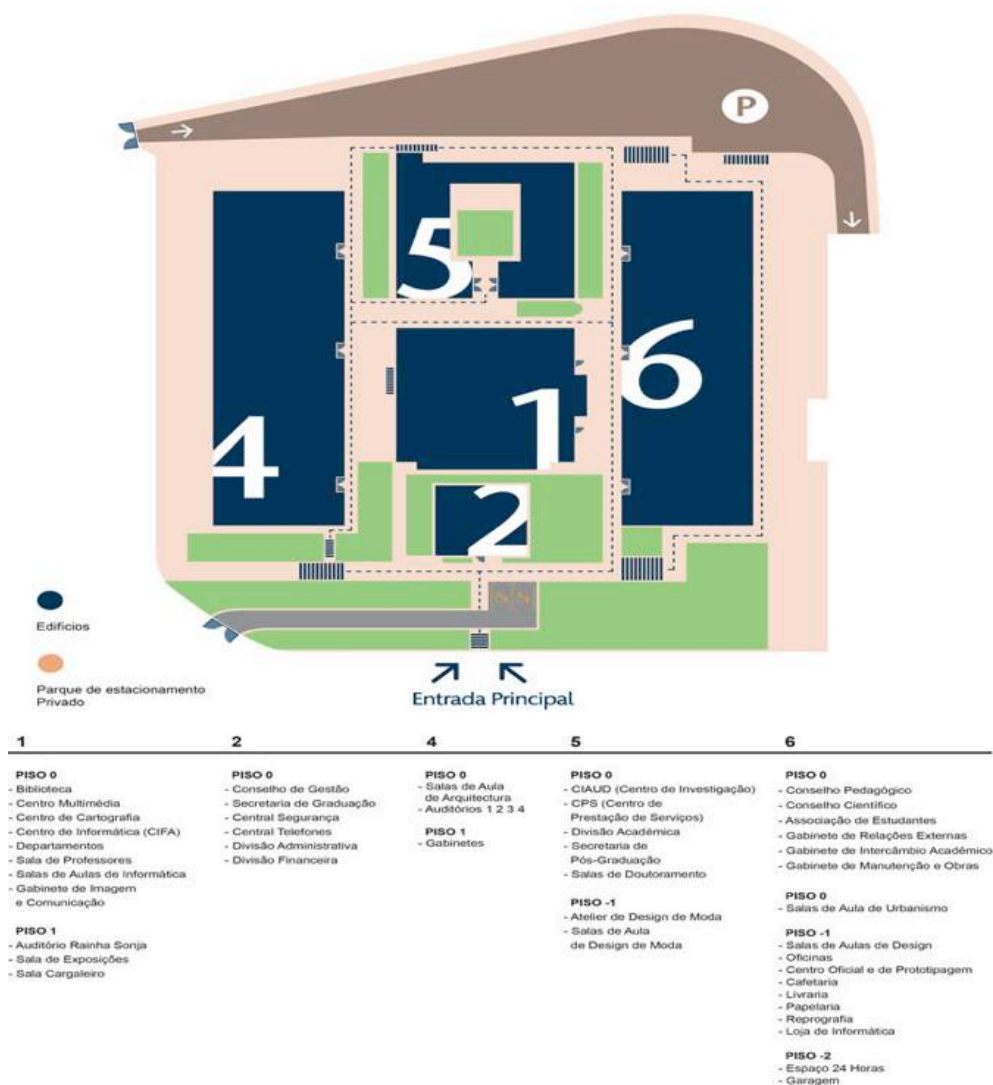 P
5
6
1
4
2
Edifícios
Parque de estacionamento
Privado
Entrada Principal
1
PISO 0
- Biblioteca
- Centro Multimédia
- Centro de Cartografia
- Centro de Informática (CIFA)
- Departamentos
- Sala de Professores
- Salas de Aulas de Informática
- Gabinete de Imagem
e Comunicação
PISO 1
- Auditório Rainha Sonja
- Sala de Exposições
- Sala Cargaleiro
2
PISO 0
- Conselho de Gestão
- Secretaria de Graduação
- Central Segurança
- Central Telefones
- Divisão Administrativa
- Divisão Financeira
4
PISO 0
- Salas de Aula
de Arquitectura
- Auditórios 1 2 3 4
PISO 1
- Gabinetes
5
PISO 0
- CIAUD (Centro de Investigação)
- CPS (Centro de
Prestação de Serviços)
- Divisão Académica
- Secretaria de
Pós-Graduação
- Salas de Doutoramento
PISO -1
- Atelier de Design de Moda
- Salas de Aula
de Design de Moda
6
PISO 0
- Conselho Pedagógico
- Conselho Científico
- Associação de Estudantes
- Gabinete de Relações Externas
- Gabinete de Intercâmbio Académico
- Gabinete de Manutenção e Obras
PISO 0
- Salas de Aula de Urbanismo
PISO -1
- Salas de Aulas de Design
- Oficinas
- Centro Oficial e de Prototipagem
- Cafetaria
- Livraria
- Papelaria
- Reprografia
- Loja de Informática
PISO -2
- Espaço 24 Horas
- Garagem